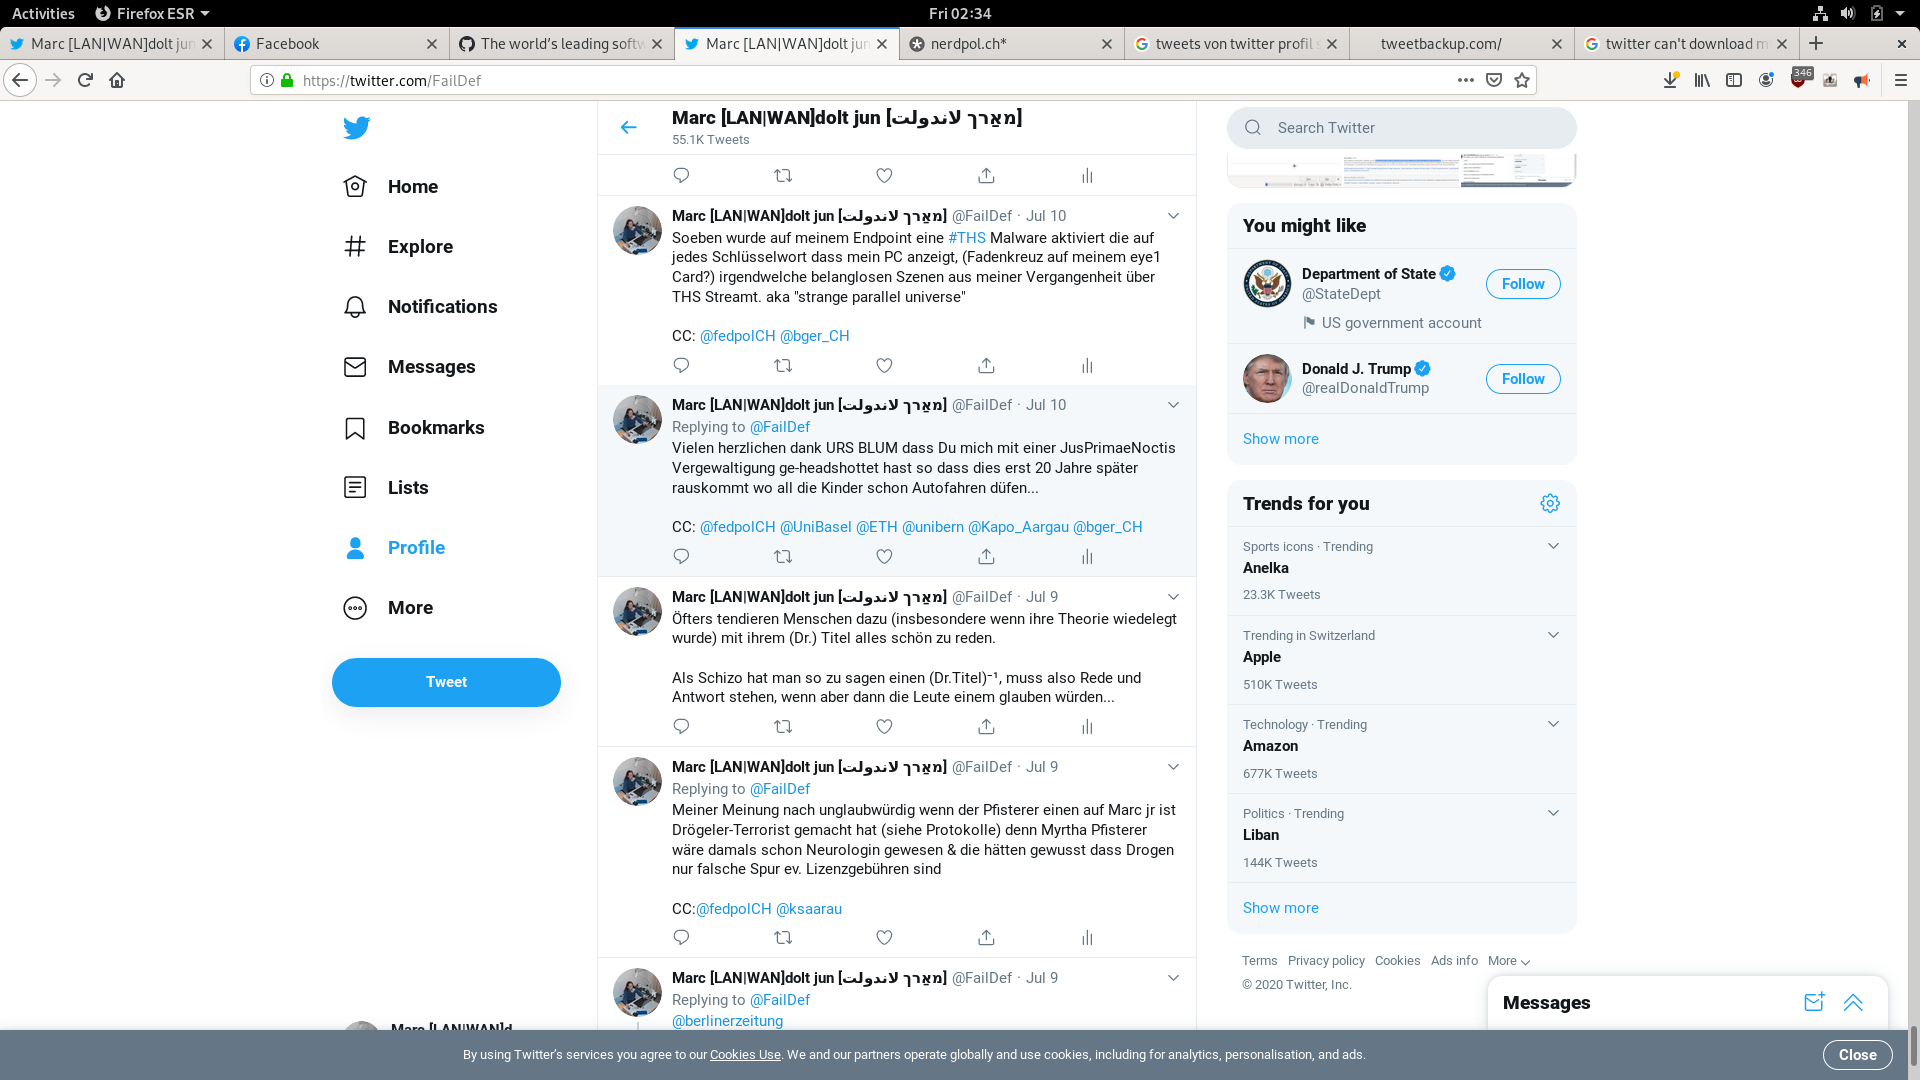 Activities Firefox ESR Fri 02:34
Marc [LAN|WAN]dolt jun Facebook The world's leading softw Marc [LAN|WAN]dolt jun nerdpol.ch* tweets von twitter profil s tweetbackup.com/ twitter can't download m
https://twitter.com/FailDef 346
Home
Explore
Notifications
Messages
Bookmarks
Lists
Profile
More
Tweet
Marc [LAN|WAN]d
Marc [LAN|WAN]dolt jun [מאַרך לאנדולת]
55.1K Tweets
Marc [LAN|WAN]dolt jun [מאַרך לאנדולת] @FailDef · Jul 10
Soeben wurde auf meinem Endpoint eine #THS Malware aktiviert die auf
jedes Schlüsselwort dass mein PC anzeigt, (Fadenkreuz auf meinem eye1
Card?) irgendwelche belanglosen Szenen aus meiner Vergangenheit über
THS Streamt. aka "strange parallel universe"
CC: @fedpolCH @bger_CH
Marc [LAN|WAN]dolt jun [מאַרך לאנדולת] @FailDef · Jul 10
Replying to @FailDef
Vielen herzlichen dank URS BLUM dass Du mich mit einer JusPrimaeNoctis
Vergewaltigung ge-headshottet hast so dass dies erst 20 Jahre später
rauskommt wo all die Kinder schon Autofahren düfen...
CC: @fedpolCH @UniBasel @ETH @unibern @Kapo_Aargau @bger_CH
Marc [LAN|WAN]dolt jun [מאַרך לאנדולת] @FailDef · Jul 9
Öfters tendieren Menschen dazu (insbesondere wenn ihre Theorie wiedelegt
wurde) mit ihrem (Dr.) Titel alles schön zu reden.
Als Schizo hat man so zu sagen einen (Dr.Titel)⁻¹, muss also Rede und
Antwort stehen, wenn aber dann die Leute einem glauben würden...
Marc [LAN|WAN]dolt jun [מאַרך לאנדולת] @FailDef · Jul 9
Replying to @FailDef
Meiner Meinung nach unglaubwürdig wenn der Pfisterer einen auf Marc jr ist
Drögeler-Terrorist gemacht hat (siehe Protokolle) denn Myrtha Pfisterer
wäre damals schon Neurologin gewesen & die hätten gewusst dass Drogen
nur falsche Spur ev. Lizenzgebühren sind
CC:@fedpolCH @ksaarau
Marc [LAN|WAN]dolt jun [מאַרך לאנדולת] @FailDef · Jul 9
Replying to @FailDef
@berlinerzeitung
Search Twitter
You might like
Department of State
@StateDept
Follow
US government account
Donald J. Trump
@realDonaldTrump
Follow
Show more
Trends for you
Sports icons · Trending
Anelka
23.3K Tweets
Trending in Switzerland
Apple
510K Tweets
Technology · Trending
Amazon
677K Tweets
Politics · Trending
Liban
144K Tweets
Show more
Terms Privacy policy Cookies Ads info More
© 2020 Twitter, Inc.
Messages
By using Twitter's services you agree to our Cookies Use. We and our partners operate globally and use cookies, including for analytics, personalisation, and ads.
Close